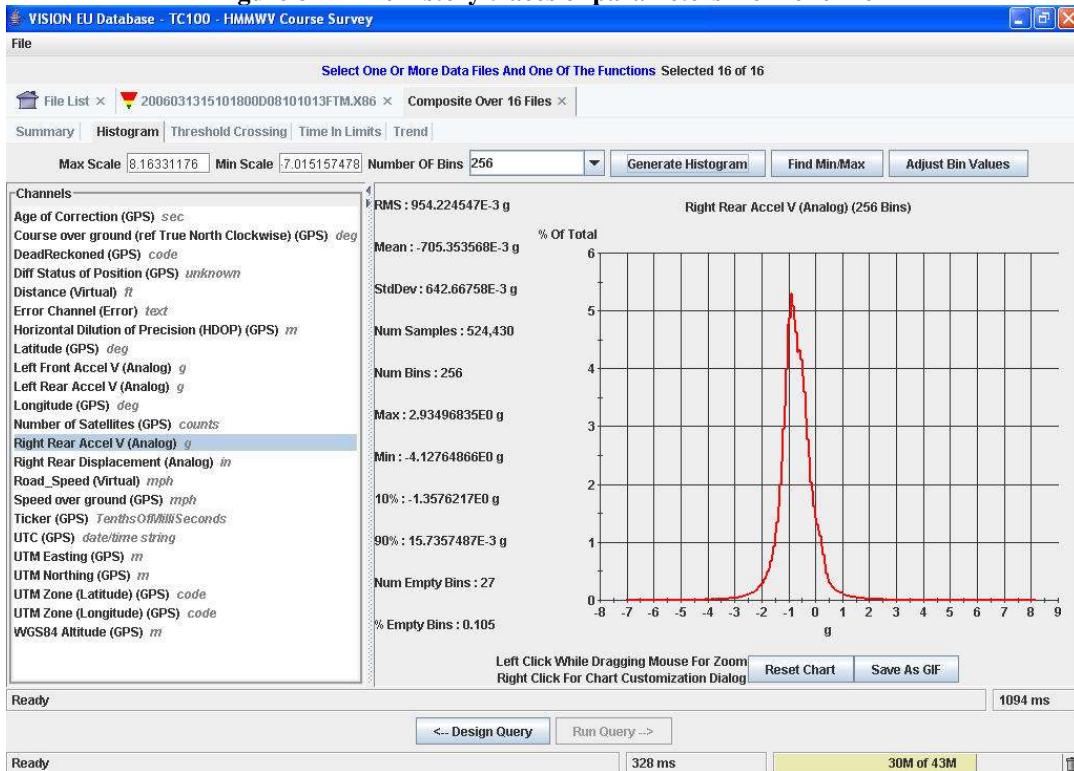 VISION EU Database - TC100 - HMMWV Course Survey
File
Select One Or More Data Files And One Of The Functions Selected 16 of 16
File List × 2006031315101800D08101013FTM.X86 × Composite Over 16 Files ×
Summary Histogram Threshold Crossing Time In Limits Trend
Max Scale 8.16331176 Min Scale -7.015157478 Number OF Bins 256 Generate Histogram Find Min/Max Adjust Bin Values
Channels
Age of Correction (GPS) sec
Course over ground (ref True North Clockwise) (GPS) deg
DeadReckoned (GPS) code
Diff Status of Position (GPS) unknown
Distance (Virtual) ft
Error Channel (Error) text
Horizontal Dilution of Precision (HDOP) (GPS) m
Latitude (GPS) deg
Left Front Accel V (Analog) g
Left Rear Accel V (Analog) g
Longitude (GPS) deg
Number of Satellites (GPS) counts
Right Rear Accel V (Analog) g
Right Rear Displacement (Analog) in
Road_Speed (Virtual) mph
Speed over ground (GPS) mph
Ticker (GPS) TenthsOfMilliSeconds
UTC (GPS) date/time string
UTM Easting (GPS) m
UTM Northing (GPS) m
UTM Zone (Latitude) (GPS) code
UTM Zone (Longitude) (GPS) code
WGS84 Altitude (GPS) m
RMS : 954.224547E-3 g
Mean : -705.353568E-3 g
StdDev : 642.66758E-3 g
Num Samples : 524,430
Num Bins : 256
Max : 2.93496835E0 g
Min : -4.12764866E0 g
10% : -1.3576217E0 g
90% : 15.7357487E-3 g
Num Empty Bins : 27
% Empty Bins : 0.105
Right Rear Accel V (Analog) (256 Bins)
% Of Total
6
5
4
3
2
1
0
-8 -7 -6 -5 -4 -3 -2 -1 0 1 2 3 4 5 6 7 8 9
g
Left Click While Dragging Mouse For Zoom
Right Click For Chart Customization Dialog
Reset Chart Save As GIF
Ready 1094 ms
<-- Design Query Run Query -->
Ready 328 ms 30M of 43M